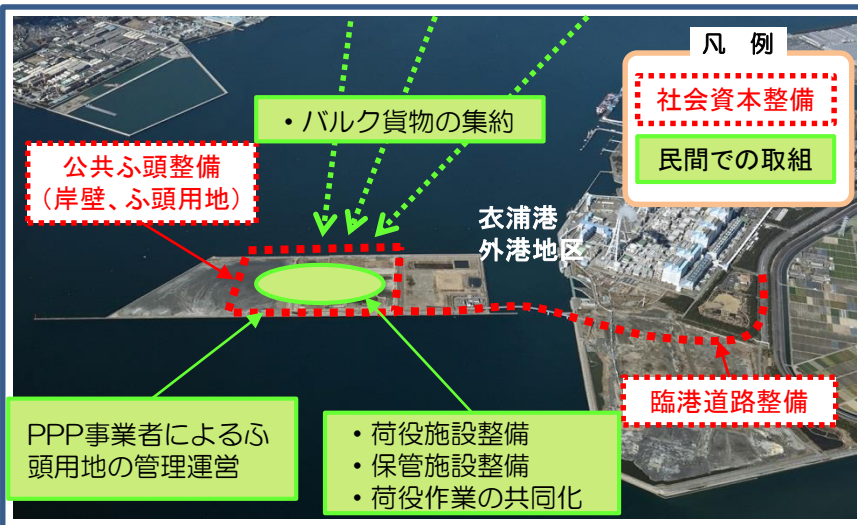 凡 例
社会資本整備
民間での取組
・バルク貨物の集約
公共ふ頭整備
（岸壁、ふ頭用地）
衣浦港
外港地区
臨港道路整備
PPP事業者によるふ
頭用地の管理運営
・荷役施設整備
・保管施設整備
・荷役作業の共同化